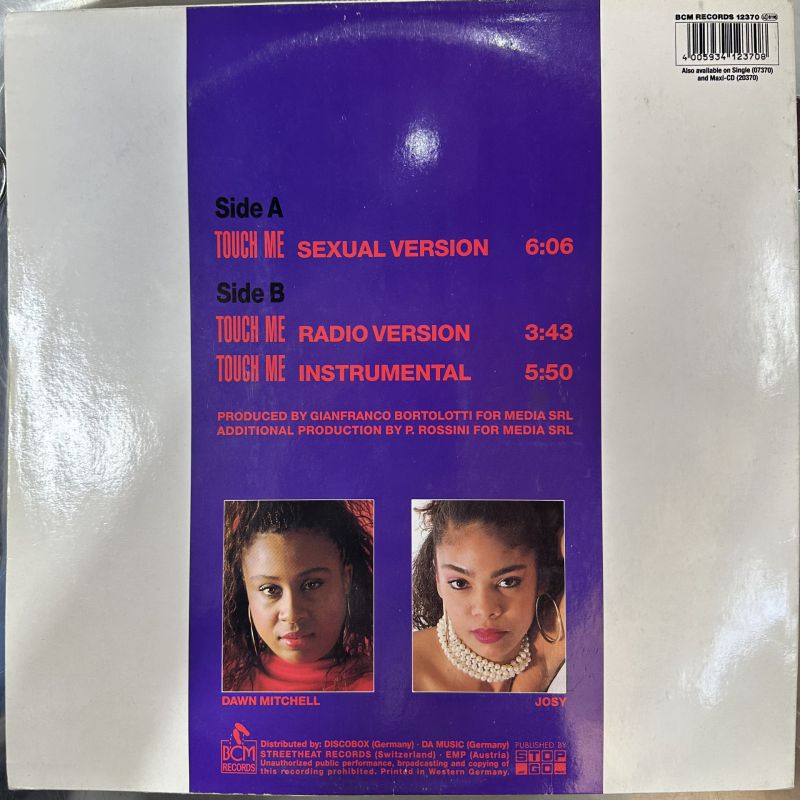 BCM RECORDS 12370
4 005934 123708
Also available on Single (07370)
and Maxi-CD (20370)
Side A
TOUCH ME SEXUAL VERSION 6:06
Side B
TOUCH ME RADIO VERSION 3:43
TOUGH ME INSTRUMENTAL 5:50
PRODUCED BY GIANFRANCO BORTOLOTTI FOR MEDIA SRL
ADDITIONAL PRODUCTION BY P. ROSSINI FOR MEDIA SRL
DAWN MITCHELL
JOSY
BCM
RECORDS
Distributed by: DISCOBOX (Germany) · DA MUSIC (Germany)
STREETHEAT RECORDS (Switzerland) · EMP (Austria)
Unauthorized public performance, broadcasting and copying of
this recording prohibited. Printed in Western Germany.
PUBLISHED BY
STOP
GO